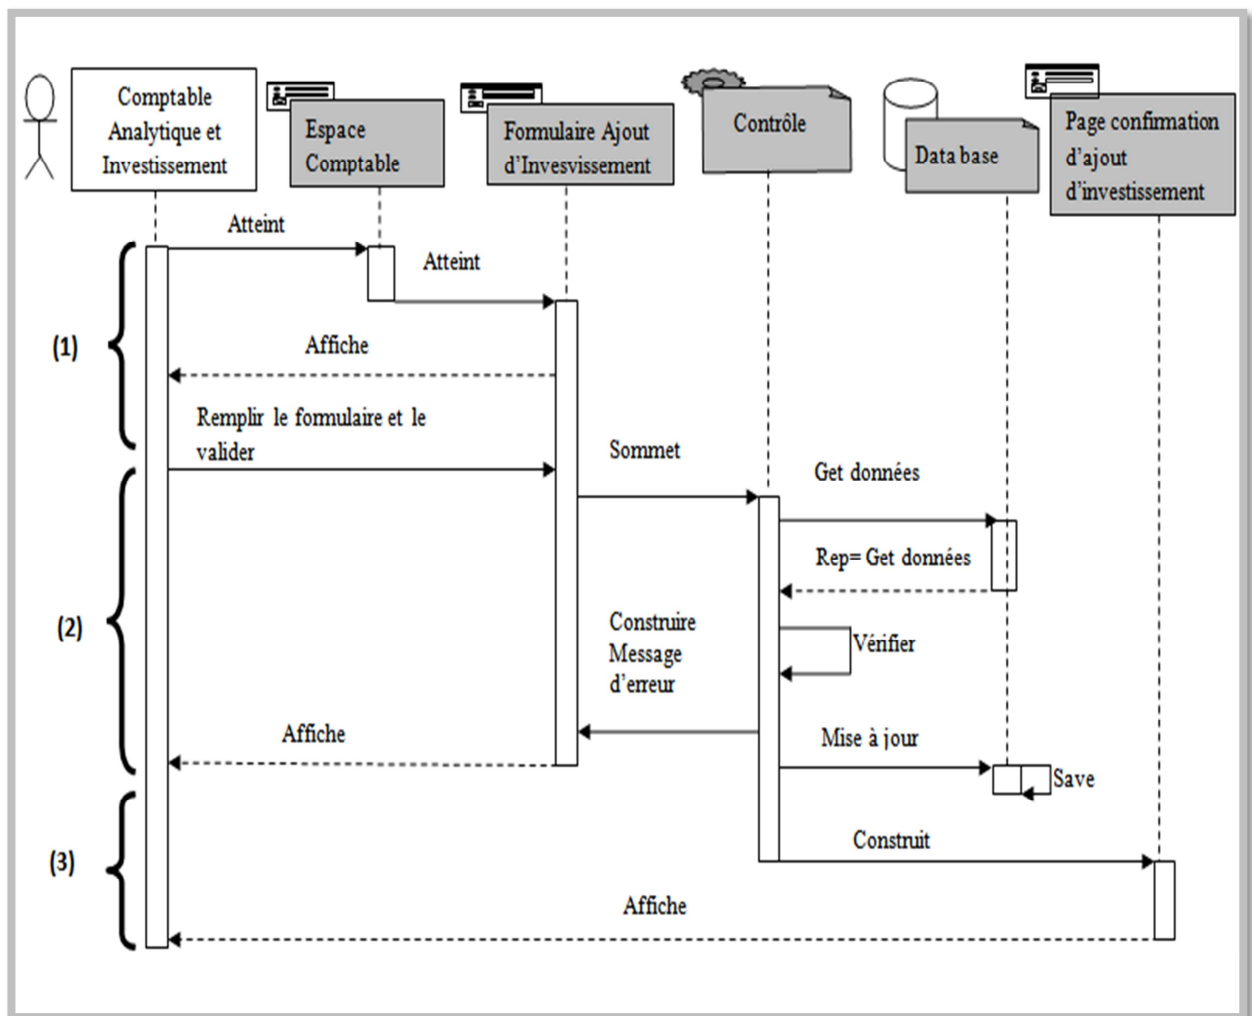 Comptable
Analytique et
Investissement
Espace
Comptable
Formulaire Ajout
d'Invesvissement
Contrôle
Data base
Page confirmation
d'ajout
d'investissement
Atteint
Atteint
(1)
Affiche
Remplir le formulaire et le
valider
Sommet
Get données
Rep= Get données
(2)
Construire
Message
d'erreur
Vérifier
Affiche
Mise à jour
Save
(3)
Construit
Affiche